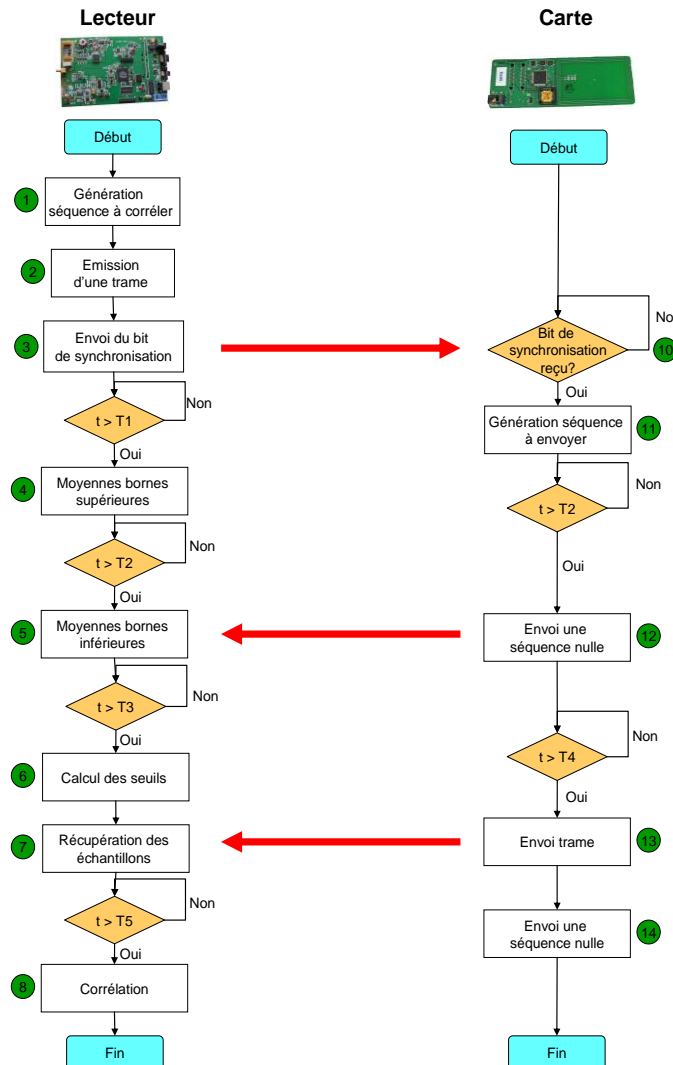 Lecteur
Carte
Début
1
Génération
séquence à corréler
2
Emission
d'une trame
3
Envoi du bit
de synchronisation
Non
t > T1
Oui
4
Moyennes bornes
supérieures
Non
t > T2
Oui
5
Moyennes bornes
inférieures
Non
t > T3
Oui
6
Calcul des seuils
7
Récupération des
échantillons
Non
t > T5
Oui
8
Corrélation
Fin
Début
No
Bit de
synchronisation
reçu?
10
Oui
Génération séquence
à envoyer
11
Non
t > T2
Oui
Envoi une
séquence nulle
12
Non
t > T4
Oui
Envoi trame
13
Envoi une
séquence nulle
14
Fin